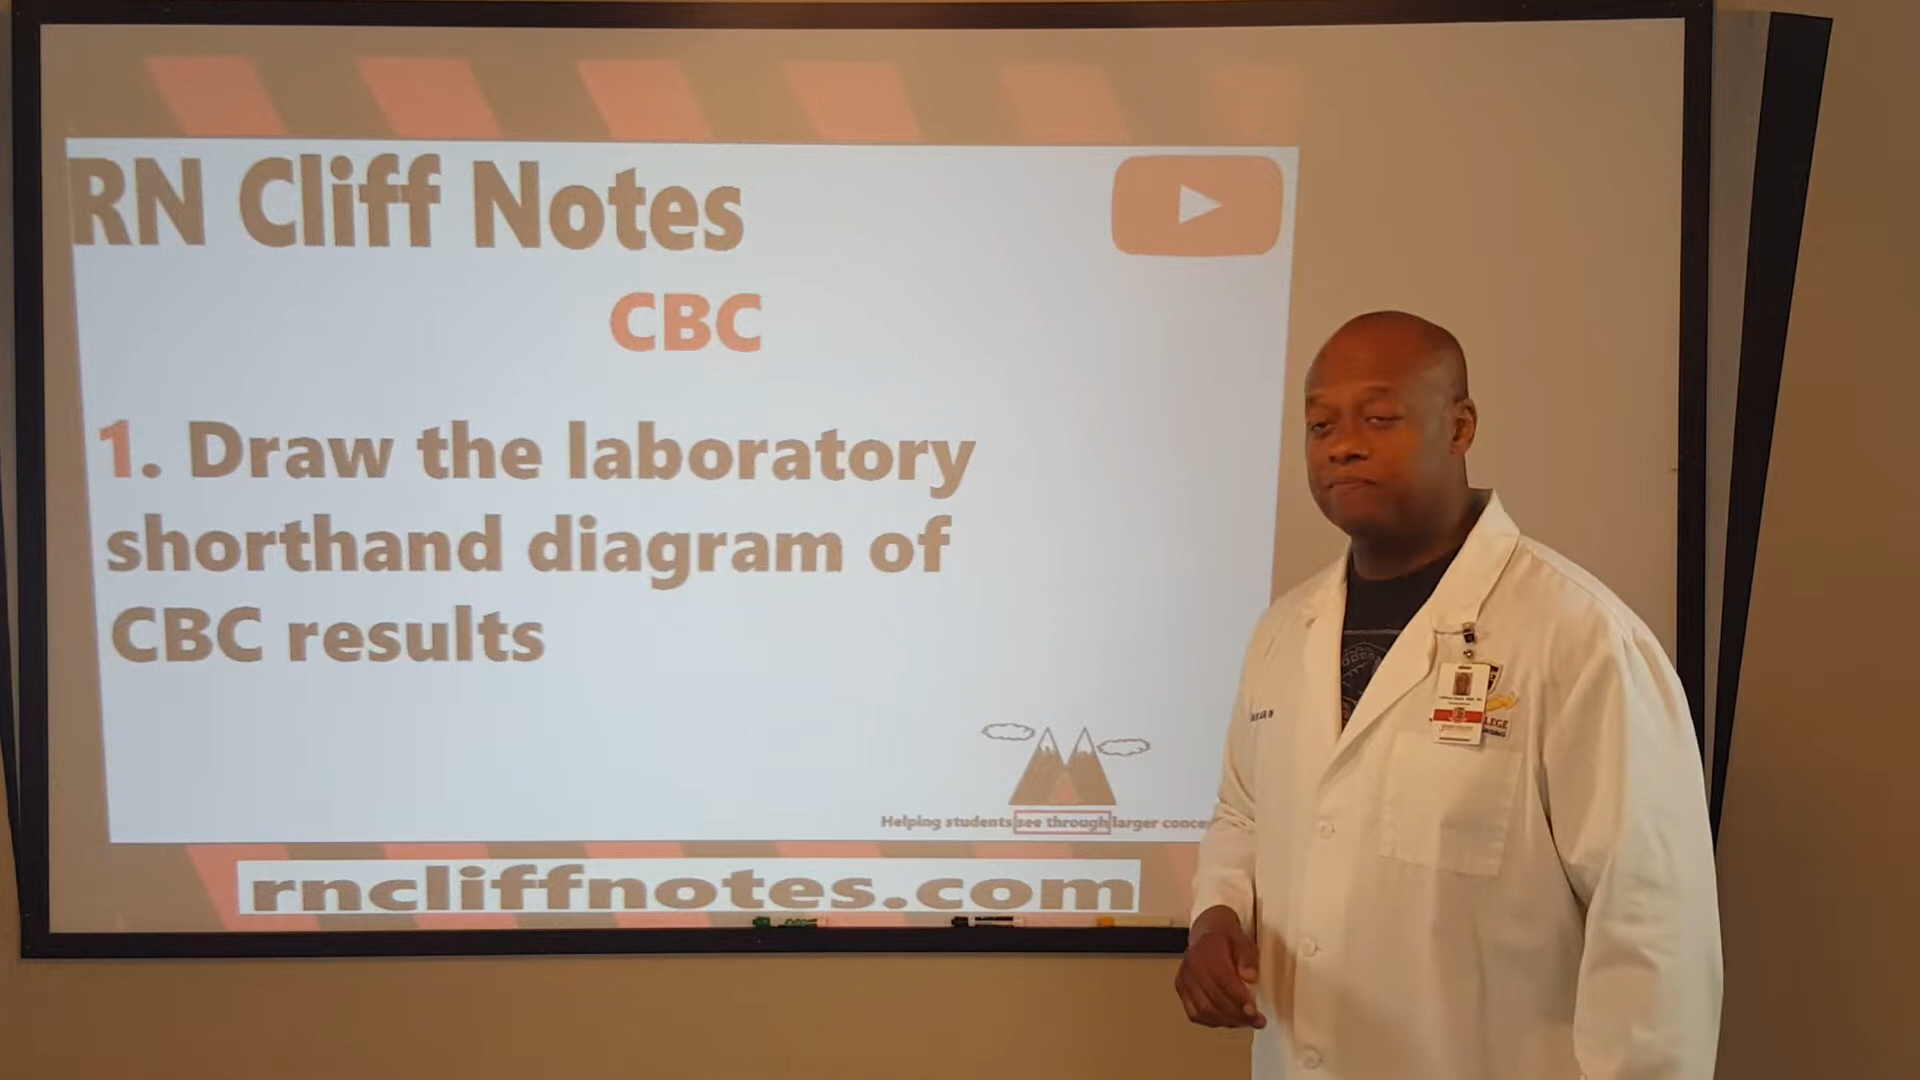 RN Cliff Notes
CBC
1. Draw the laboratory
shorthand diagram of
CBC results
Helping students see through larger
rncliffnotes.com
LEGE